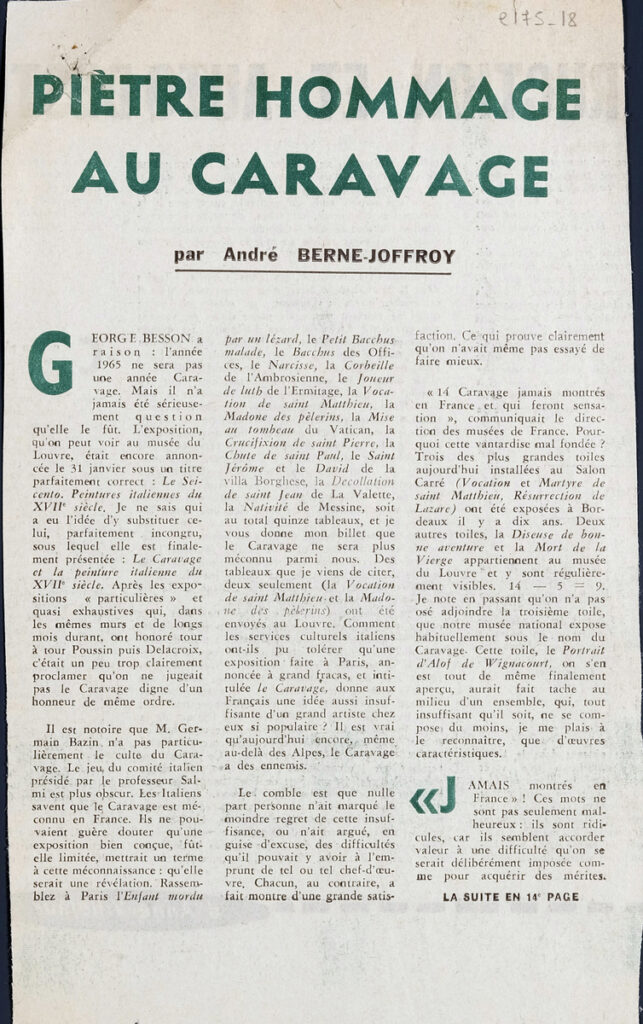 e175-18
PIÈTRE HOMMAGE
AU CARAVAGE
par André BERNE-JOFFROY
GEORGE BESSON a
raison : l'année
1965 ne sera pas
une année Cara-
vage. Mais il n'a
jamais été sérieuse-
ment question
qu'elle le fût. L'exposition,
qu'on peut voir au musée du
Louvre, était encore annon-
cée le 31 janvier sous un titre
parfaitement correct : Le Sei-
cento. Peintures italiennes du
XVIIe siècle. Je ne sais qui
a eu l'idée d'y substituer ce-
lui, parfaitement incongru,
sous lequel elle est finale-
ment présentée : Le Caravage
et la peinture italienne du
XVIIe siècle. Après les expo-
sitions « particulières » et
quasi exhaustives qui, dans
les mêmes murs et de longs
mois durant, ont honoré tour
à tour Poussin puis Delacroix,
c'était un peu trop clairement
proclamer qu'on ne jugeait
pas le Caravage digne d'un
honneur de même ordre.
Il est notoire que M. Ger-
main Bazin n'a pas particu-
lièrement le culte du Cara-
vage. Le jeu du comité italien
présidé par le professeur Sal-
mi est plus obscur. Les Italiens
savent que le Caravage est mé-
connu en France. Ils ne pou-
vaient guère douter qu'une
exposition bien conçue, fût-
elle limitée, mettrait un terme
à cette méconnaissance : qu'elle
serait une révélation. Rassem-
blez à Paris l'Enfant mordu
par un lézard, le Petit Bacchus
malade, le Bacchus des Offi-
ces, le Narcisse, la Corbeille
de l'Ambrosienne, le Joueur
de luth de l'Ermitage, la Voca-
tion de saint Matthieu, la
Madone des pèlerins, la Mise
au tombeau du Vatican, la
Crucifixion de saint Pierre, la
Chute de saint Paul, le Saint
Jérôme et le David de la
villa Borghese, la Décollation
de saint Jean de La Valette,
la Nativité de Messine, soit
au total quinze tableaux, et je
vous donne mon billet que
le Caravage ne sera plus
méconnu parmi nous. Des
tableaux que je viens de citer,
deux seulement (la Vocation
de saint Matthieu et la Mado-
ne des pèlerins) ont été
envoyés au Louvre. Comment
les services culturels italiens
ont-ils pu tolérer qu'une
exposition faite à Paris, an-
noncée à grand fracas, et inti-
tulée le Caravage, donne aux
Français une idée aussi insuf-
fisante d'un grand artiste chez
eux si populaire ? Il est vrai
qu'aujourd'hui encore, même
au-delà des Alpes, le Caravage
a des ennemis.
Le comble est que nulle
part personne n'ait marqué le
moindre regret de cette insuf-
fisance, ou n'ait argué, en
guise d'excuse, des difficultés
qu'il pouvait y avoir à l'em-
prunt de tel ou tel chef-d'œu-
vre. Chacun, au contraire, a
fait montre d'une grande satis-
faction. Ce qui prouve clairement
qu'on n'avait même pas essayé de
faire mieux.
« 14 Caravage jamais montrés
en France et qui feront sensa-
tion », communiquait le direc-
tion des musées de France. Pour-
quoi cette vantardise mal fondée ?
Trois des plus grandes toiles
aujourd'hui installées au Salon
Carré (Vocation et Martyre de
saint Matthieu, Résurrection de
Lazare) ont été exposées à Bor-
deaux il y a dix ans. Deux
autres toiles, la Diseuse de bon-
ne aventure et la Mort de la
Vierge appartiennent au musée
du Louvre et y sont régulière-
ment visibles. 14 — 5 = 9.
Je note en passant qu'on n'a pas
osé adjoindre la troisième toile,
que notre musée national expose
habituellement sous le nom du
Caravage. Cette toile, le Portrait
d'Alof de Wignacourt, on s'en
est tout de même finalement
aperçu, aurait fait tache au
milieu d'un ensemble, qui, tout
insuffisant qu'il soit, ne se com-
pose du moins, je me plais à
le reconnaître, que d'œuvres
caractéristiques.
« JAMAIS montrés en
France » ! Ces mots ne
sont pas seulement mal-
heureux : ils sont ridi-
cules, car ils semblent accorder
valeur à une difficulté qu'on se
serait délibérément imposée com-
me pour acquérir des mérites.
LA SUITE EN 14e PAGE